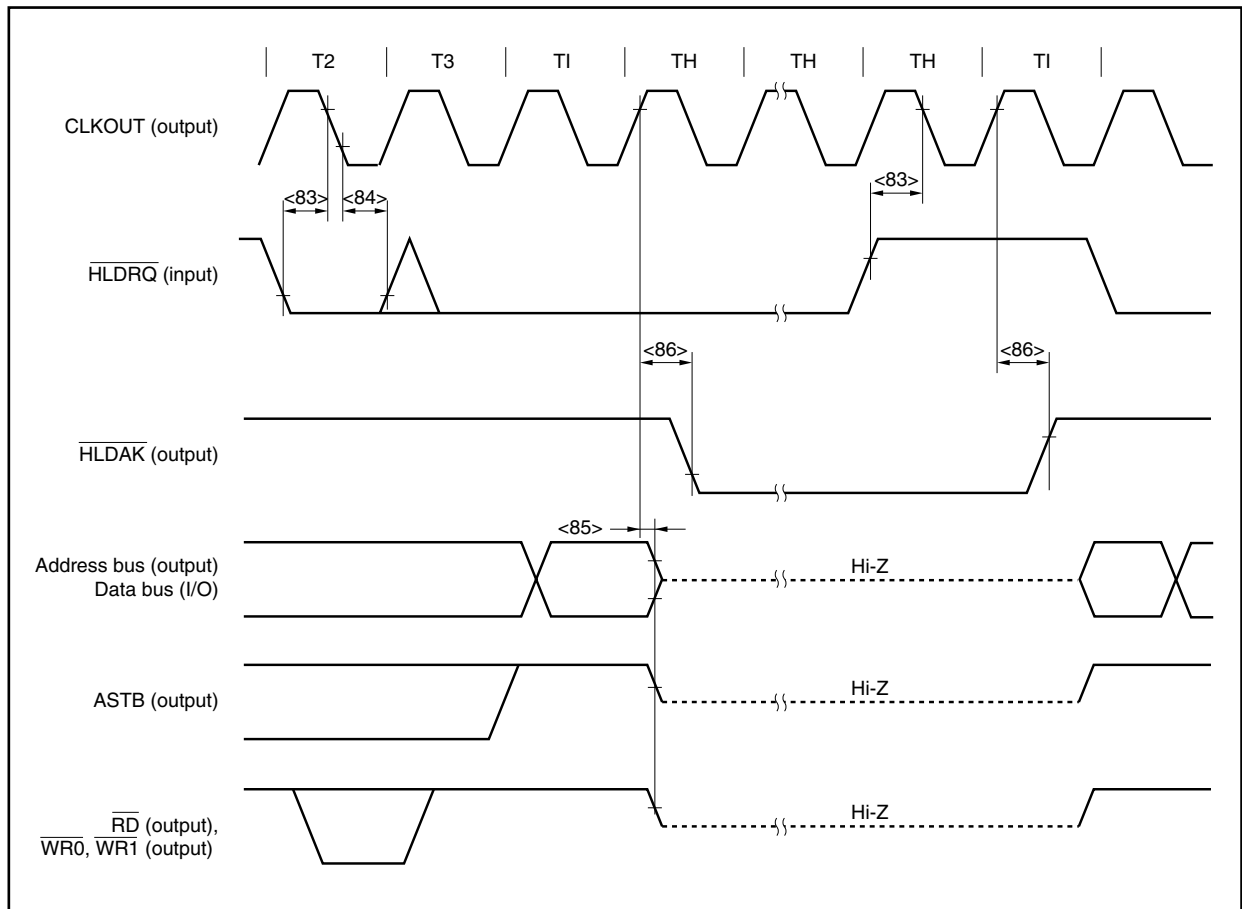 T2 T3 TI TH TH TH TI
CLKOUT (output)
<83> <84> <83>
HLDRQ (input)
<86> <86>
HLDAK (output)
<85>
Address bus (output)
Data bus (I/O)
Hi-Z
ASTB (output)
Hi-Z
RD (output),
WR0, WR1 (output)
Hi-Z